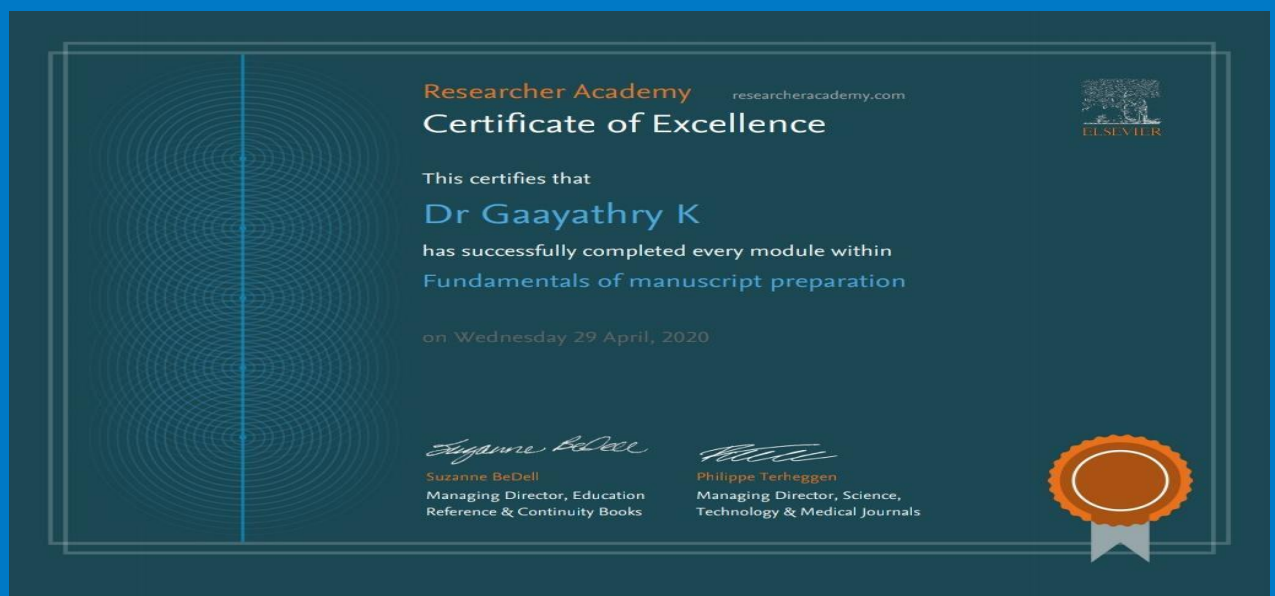 Researcher Academy researcheracademy.com
Certificate of Excellence
ELSEVIER
This certifies that
Dr Gaayathry K
has successfully completed every module within
Fundamentals of manuscript preparation
on Wednesday 29 April, 2020
Suzanne BeDell
Suzanne BeDell
Managing Director, Education
Reference & Continuity Books
Philippe Terheggen
Managing Director, Science,
Technology & Medical Journals